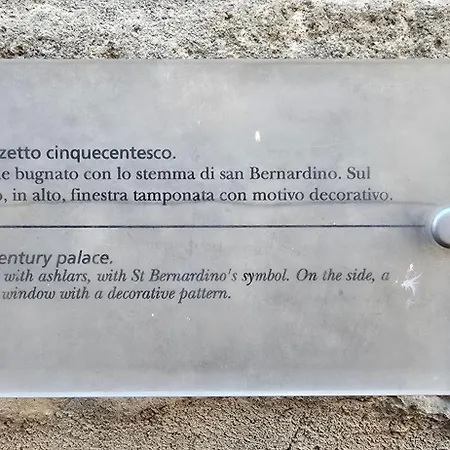 zetto cinquecentesco.
e bugnato con lo stemma di san Bernardino. Sul
o, in alto, finestra tamponata con motivo decorativo.
entury palace.
with ashlars, with St Bernardino's symbol. On the side, a
window with a decorative pattern.